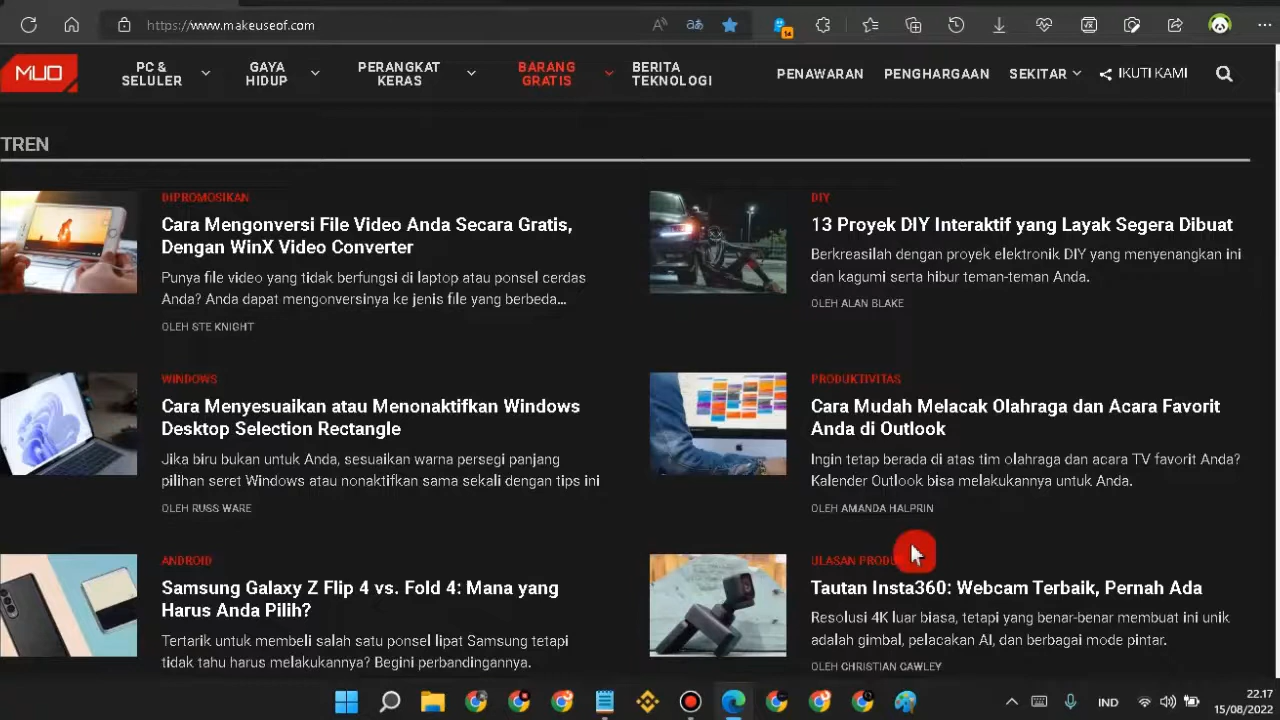 https://www.makeuseof.com
MUO
PC & SELULER
GAYA HIDUP
PERANGKAT KERAS
BARANG GRATIS
BERITA TEKNOLOGI
PENAWARAN
PENGHARGAAN
SEKITAR
IKUTI KAMI
TREN
DIPROMOSIKAN
Cara Mengonversi File Video Anda Secara Gratis,
Dengan WinX Video Converter
Punya file video yang tidak berfungsi di laptop atau ponsel cerdas
Anda? Anda dapat mengonversinya ke jenis file yang berbeda...
OLEH STE KNIGHT
DIY
13 Proyek DIY Interaktif yang Layak Segera Dibuat
Berkreasilah dengan proyek elektronik DIY yang menyenangkan ini
dan kagumi serta hibur teman-teman Anda.
OLEH ALAN BLAKE
WINDOWS
Cara Menyesuaikan atau Menonaktifkan Windows
Desktop Selection Rectangle
Jika biru bukan untuk Anda, sesuaikan warna persegi panjang
pilihan seret Windows atau nonaktifkan sama sekali dengan tips ini
OLEH RUSS WARE
PRODUKTIVITAS
Cara Mudah Melacak Olahraga dan Acara Favorit
Anda di Outlook
Ingin tetap berada di atas tim olahraga dan acara TV favorit Anda?
Kalender Outlook bisa melakukannya untuk Anda.
OLEH AMANDA HALPRIN
ANDROID
Samsung Galaxy Z Flip 4 vs. Fold 4: Mana yang
Harus Anda Pilih?
Tertarik untuk membeli salah satu ponsel lipat Samsung tetapi
tidak tahu harus melakukannya? Begini perbandingannya.
ULASAN PRODU
Tautan Insta360: Webcam Terbaik, Pernah Ada
Resolusi 4K luar biasa, tetapi yang benar-benar membuat ini unik
adalah gimbal, pelacakan AI, dan berbagai mode pintar.
OLEH CHRISTIAN CAWLEY
IND
22.17
15/08/2022